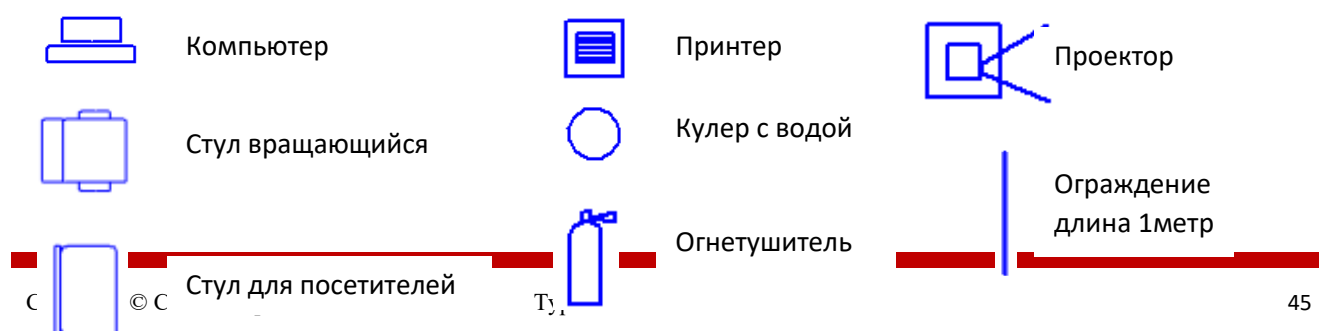 Компьютер
Принтер
Проектор
Стул вращающийся
Кулер с водой
Ограждение
длина 1метр
Огнетушитель
Стул для посетителей
©
45